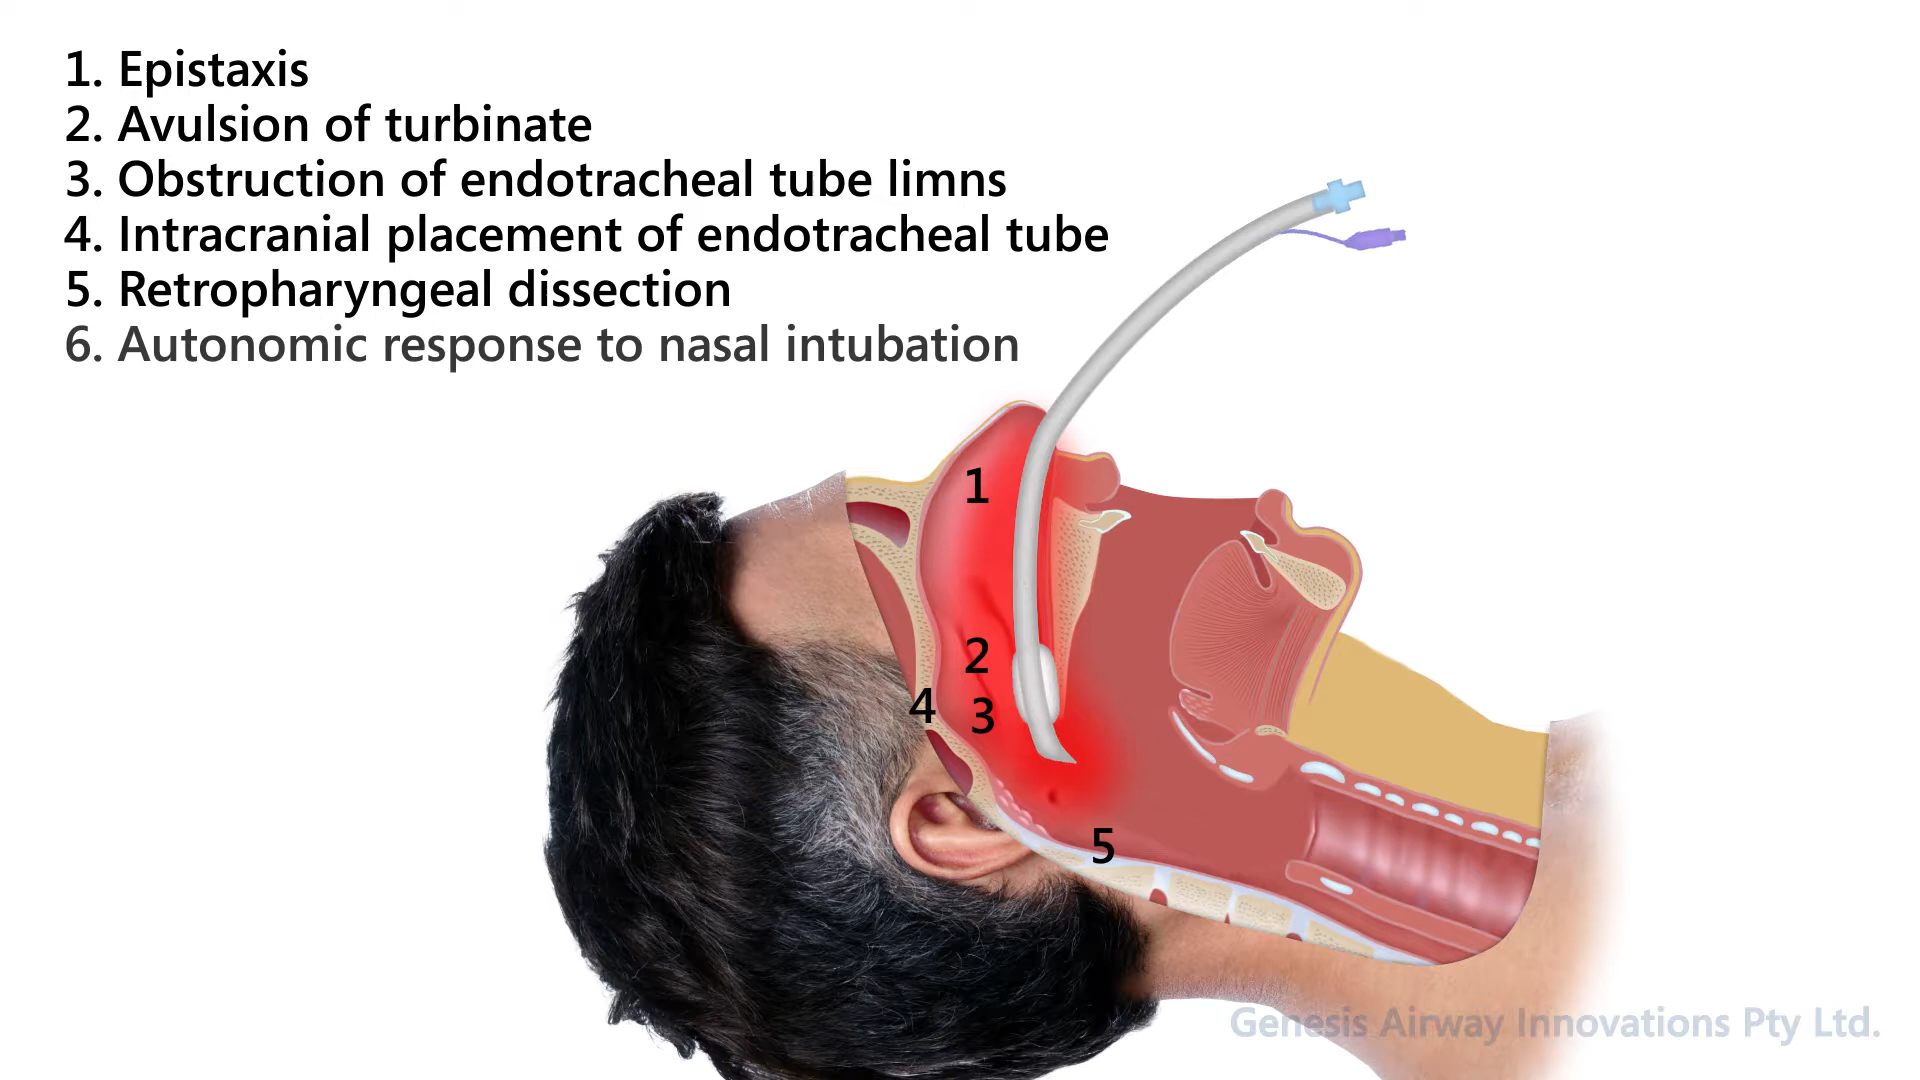 1. Epistaxis
2. Avulsion of turbinate
3. Obstruction of endotracheal tube limns
4. Intracranial placement of endotracheal tube
5. Retropharyngeal dissection
6. Autonomic response to nasal intubation
1
2
4
3
5
Genesis Airway Innovations Pty Ltd.